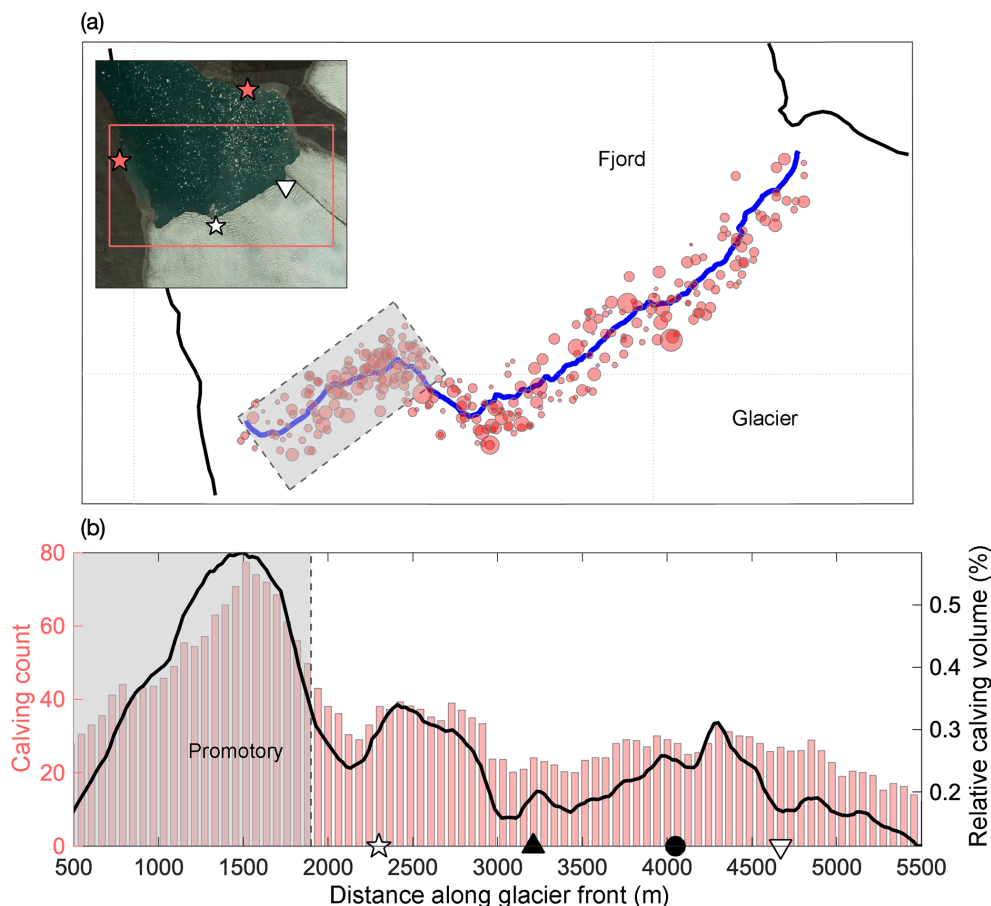 (a)
Fjord
Glacier
(b)
80
60
40
20
0
Calving count
Promotory
0.5
0.4
0.3
0.2
Relative calving volume (%)
500 1000 1500 2000 2500 3000 3500 4000 4500 5000 5500
Distance along glacier front (m)